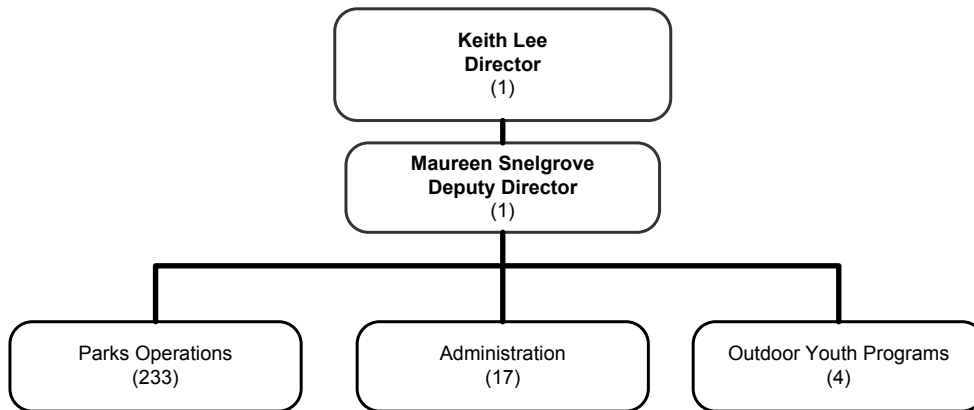 Keith Lee
Director
(1)
Maureen Snelgrove
Deputy Director
(1)
Parks Operations
(233)
Administration
(17)
Outdoor Youth Programs
(4)